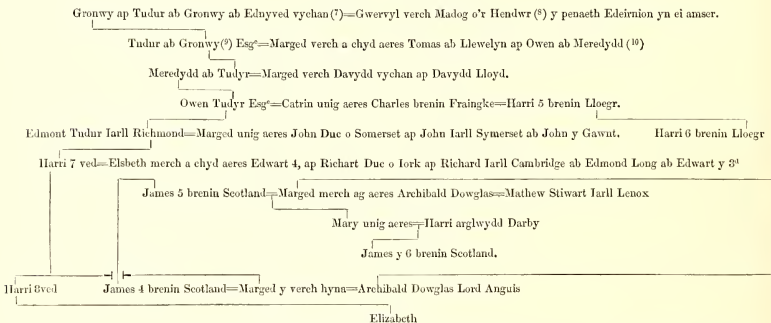 Gronwy ap Tudur ab Gronwy ab Ednyved vychan (7)=Gwervyl verch Madog o'r Hendwr (8) y penaeth Edeirnion yn ei amser.
Tudur ab Gronwy(9) Esge=Marged verch a chyd aeres Tomas ab Llewelyn ap Owen ab Meredydd (10)
Meredydd ab Tudyr=Marged verch Davydd vychan ap Davydd Lloyd.
Owen Tudyr Esge=Catrin unig aeres Charles brenin Fraingke=Harri 5 brenin Lloegr.
Edmont Tudur Iarll Richmond=Marged unig aeres John Duc o Somerset ap John Iarll Symerset ab John y Gawnt. Harri 6 brenin Lloegr
Harri 7 ved=Elsbeth merch a chyd aeres Edwart 4, ap Richart Duc o Iork ap Richard Iarll Cambridge ab Edmond Long ab Edwart y 3d
James 5 brenin Scotland=Marged merch ag aeres Archibald Dowglas=Mathew Stiwart Iarll Lenox
Mary unig aeres=Harri arglwydd Darby
James y 6 brenin Scotland.
Harri 8ved James 4 brenin Scotland=Marged y verch hyna=Archibald Dowglas Lord Anguis
Elizabeth